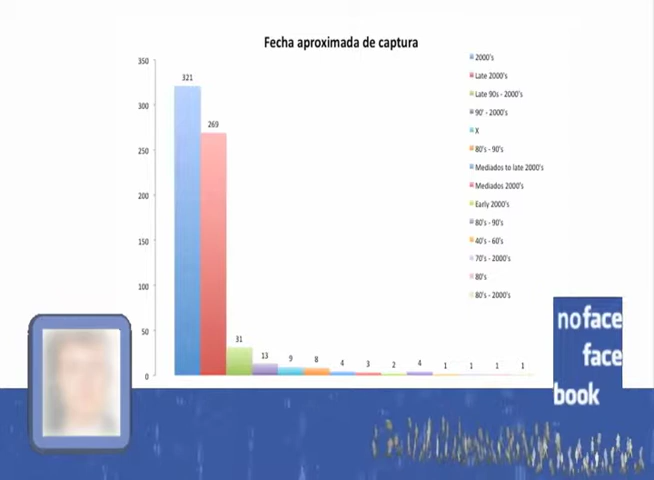 Fecha aproximada de captura
350
300
250
200
150
100
50
0
321
269
31
13
9
8
4
3
2
4
1
1
1
1
2000's
Late 2000's
Late 90s - 2000's
90' - 2000's
X
80's - 90's
Mediados to late 2000's
Mediados 2000's
Early 2000's
80's - 90's
40's - 60's
70's - 2000's
80's
80's - 2000's
noface
face
book